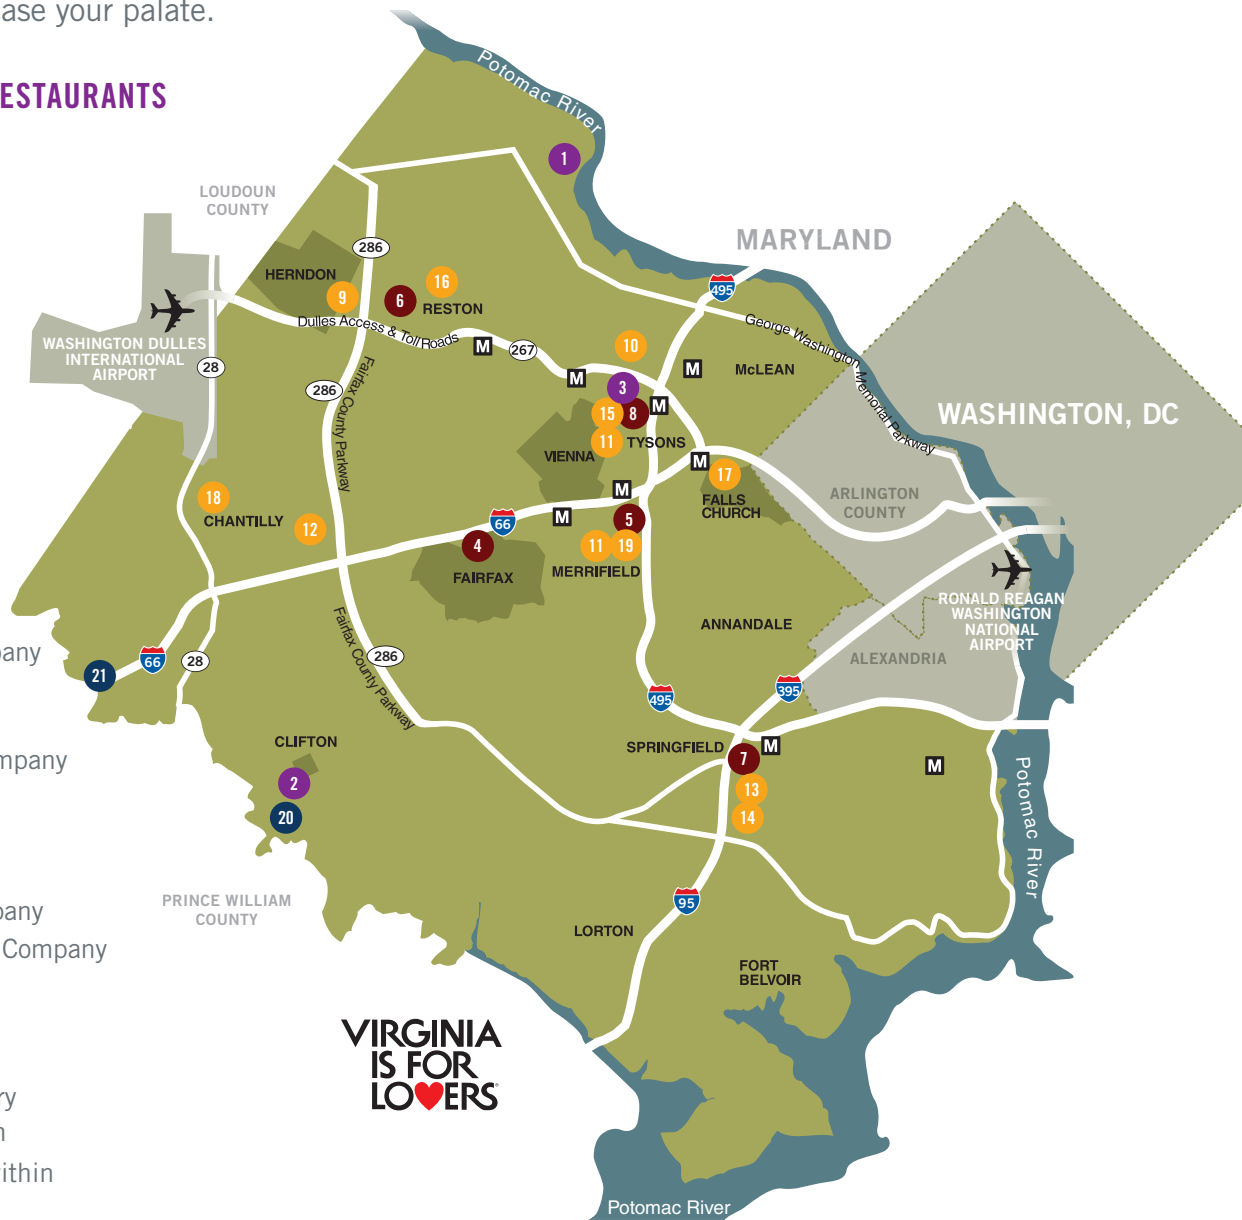 ase your palate.
ESTAURANTS
Potomac River
1
LOUDOUN
COUNTY
MARYLAND
286
HERNDON
16
495
9
6
RESTON
George Washington Memorial Parkway
Dulles Access & Toll Roads
WASHINGTON DULLES
INTERNATIONAL
AIRPORT
M
267
10
28
M
M
McLEAN
286
Fairfax County Parkway
3
15
8
M
WASHINGTON, DC
11
TYSONS
VIENNA
M
17
18
M
FALLS
CHURCH
ARLINGTON
COUNTY
CHANTILLY
12
66
M
5
4
11
19
FAIRFAX
MERRIFIELD
RONALD REAGAN
WASHINGTON
NATIONAL
AIRPORT
ANNANDALE
Fairfax County Parkway
pany
66
28
286
ALEXANDRIA
21
495
395
CLIFTON
SPRINGFIELD
M
mpany
7
M
2
13
Potomac River
20
14
PRINCE WILLIAM
COUNTY
95
pany
LORTON
Company
FORT
BELVOIR
VIRGINIA
IS FOR
LO♥ERS
ry
n
vithin
Potomac River